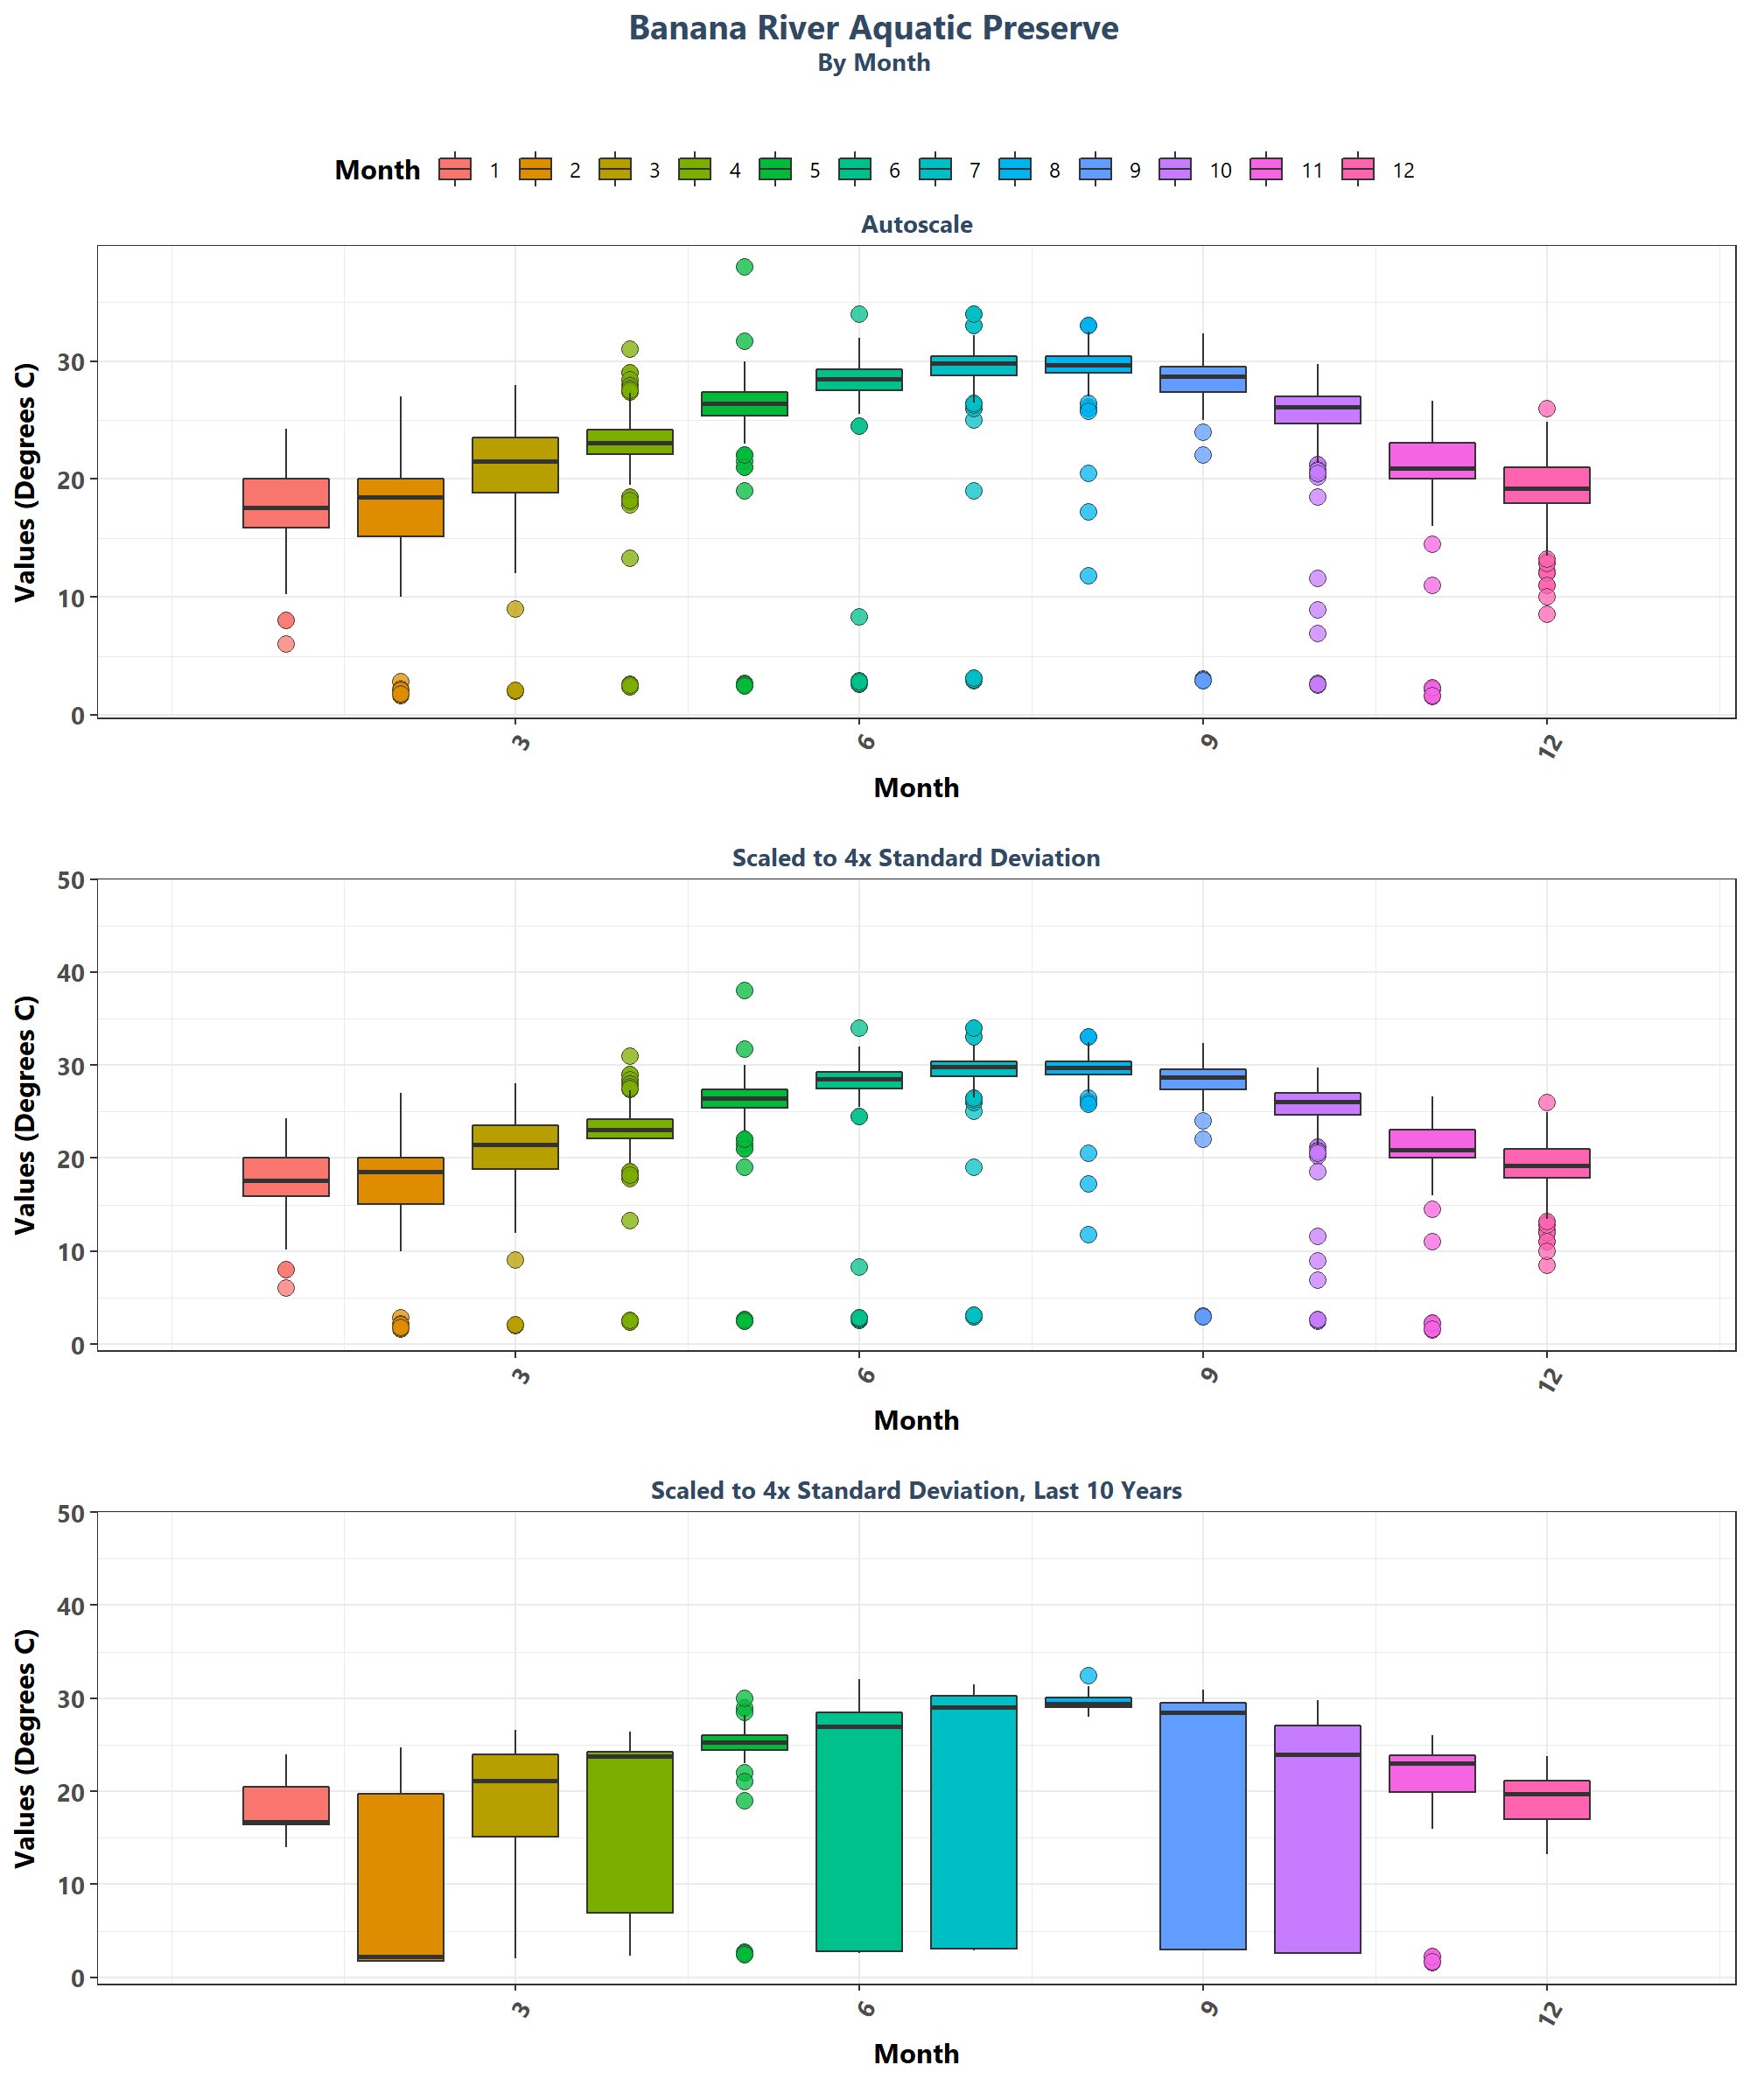 Banana River Aquatic Preserve
By Month
Month 1 2 3 4 5 6 7 8 9 10 11 12
Autoscale
Values (Degrees C)
30
20
10
0
3 6 9 12
Month
Scaled to 4x Standard Deviation
Values (Degrees C)
50
40
30
20
10
0
3 6 9 12
Month
Scaled to 4x Standard Deviation, Last 10 Years
Values (Degrees C)
50
40
30
20
10
0
3 6 9 12
Month